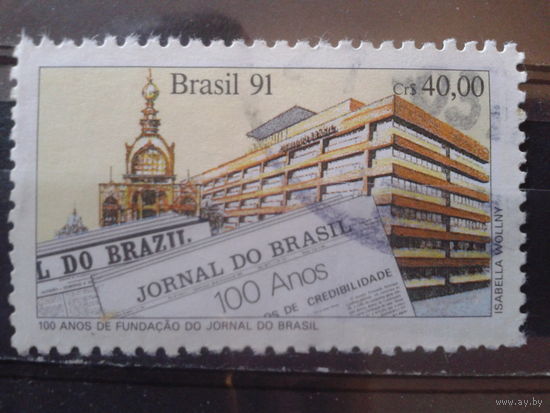 Brasil 91
Cr$ 40,00
L DO BRAZIL.
JORNAL DO BRASIL
100 Anos
OS DE CREDIBILIDADE
ISABELLA WOLLNY
100 ANOS DE FUNDAÇÃO DO JORNAL DO BRASIL
www.ay.by